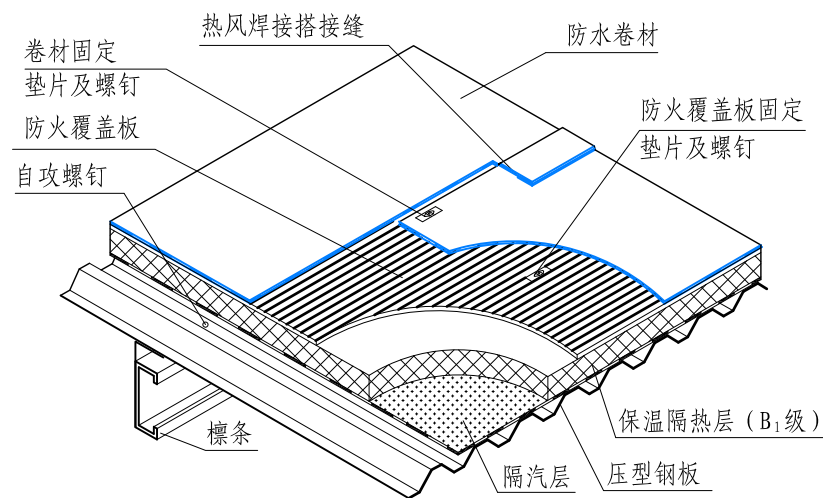 热风焊接搭接缝
防水卷材
卷材固定
垫片及螺钉
防火覆盖板固定
垫片及螺钉
防火覆盖板
自攻螺钉
保温隔热层（B₁级）
檩条
隔汽层
压型钢板